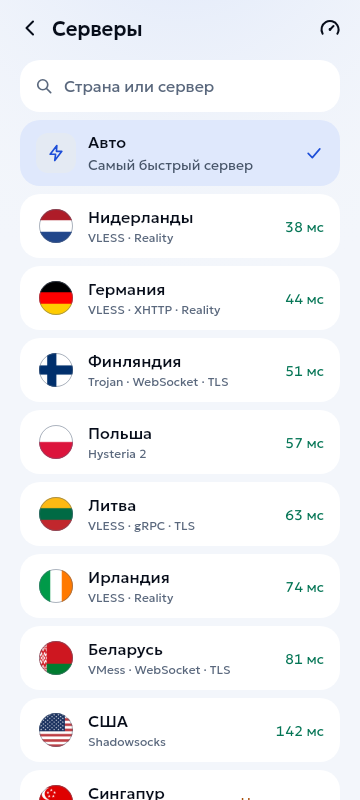 Серверы
Страна или сервер
Авто
Самый быстрый сервер
Нидерланды
VLESS · Reality
38 мс
Германия
VLESS · XHTTP · Reality
44 мс
Финляндия
Trojan · WebSocket · TLS
51 мс
Польша
Hysteria 2
57 мс
Литва
VLESS · gRPC · TLS
63 мс
Ирландия
VLESS · Reality
74 мс
Беларусь
VMess · WebSocket · TLS
81 мс
США
Shadowsocks
142 мс
Сингапур